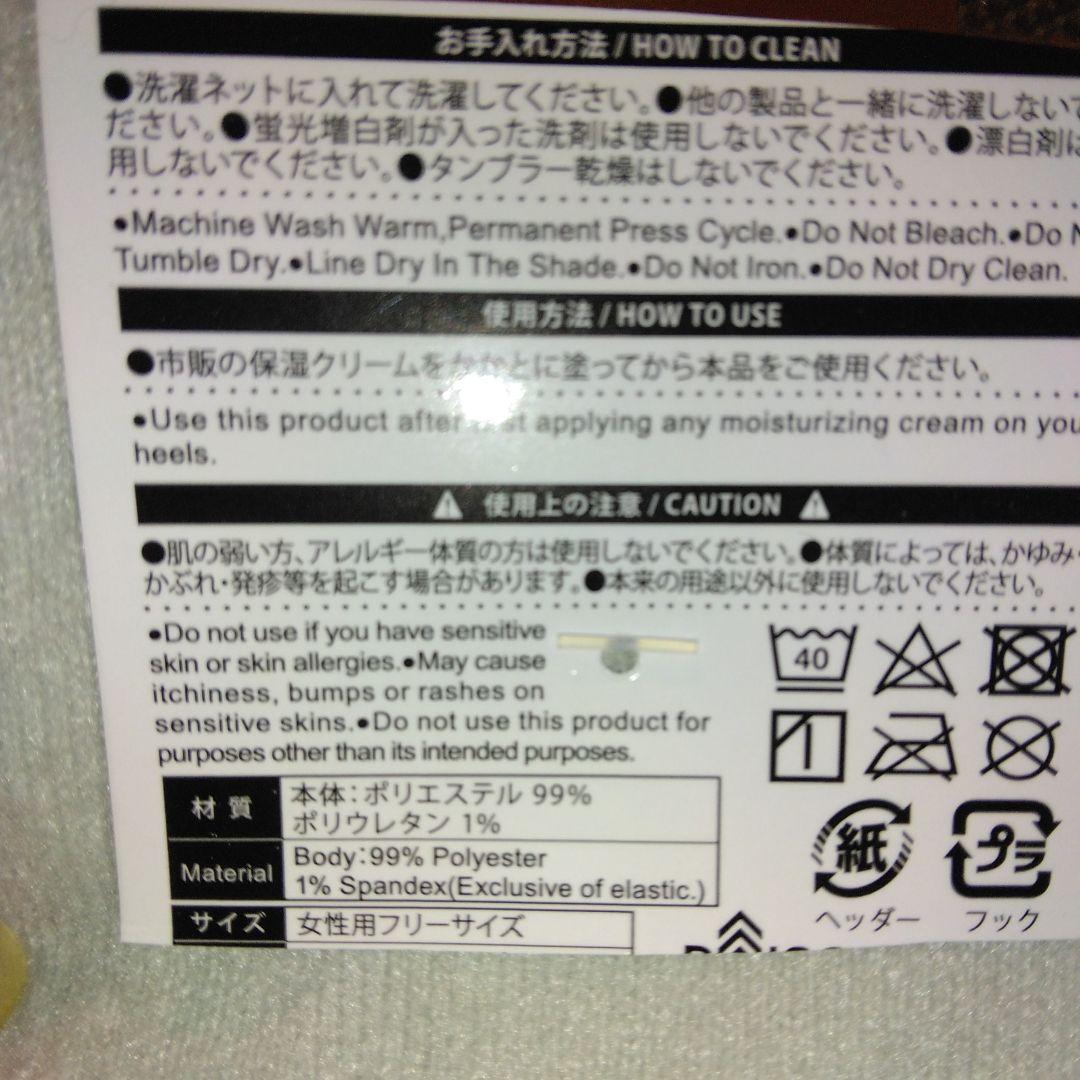 お手入れ方法 / HOW TO CLEAN
●洗濯ネットに入れて洗濯してください。●他の製品と一緒に洗濯しないで
ださい。●蛍光増白剤が入った洗剤は使用しないでください。●漂白剤は
用しないでください。●タンブラー乾燥はしないでください。
●Machine Wash Warm,Permanent Press Cycle.●Do Not Bleach.●Do N
Tumble Dry.●Line Dry In The Shade.●Do Not Iron.●Do Not Dry Clean.
使用方法 / HOW TO USE
●市販の保湿クリームをかかとに塗ってから本品をご使用ください。
●Use this product after applying any moisturizing cream on you
heels.
使用上の注意 / CAUTION
●肌の弱い方、アレルギー体質の方は使用しないでください。●体質によっては、かゆみ・
かぶれ・発疹等を起こす場合があります。●本来の用途以外に使用しないでください。
●Do not use if you have sensitive
skin or skin allergies.●May cause
itchiness, bumps or rashes on
sensitive skins.●Do not use this product for
purposes other than its intended purposes.
40
材質
本体：ポリエステル 99%
ポリウレタン 1%
Material
Body：99% Polyester
1% Spandex(Exclusive of elastic.)
サイズ
女性用フリーサイズ
紙
プラ
ヘッダー
フック